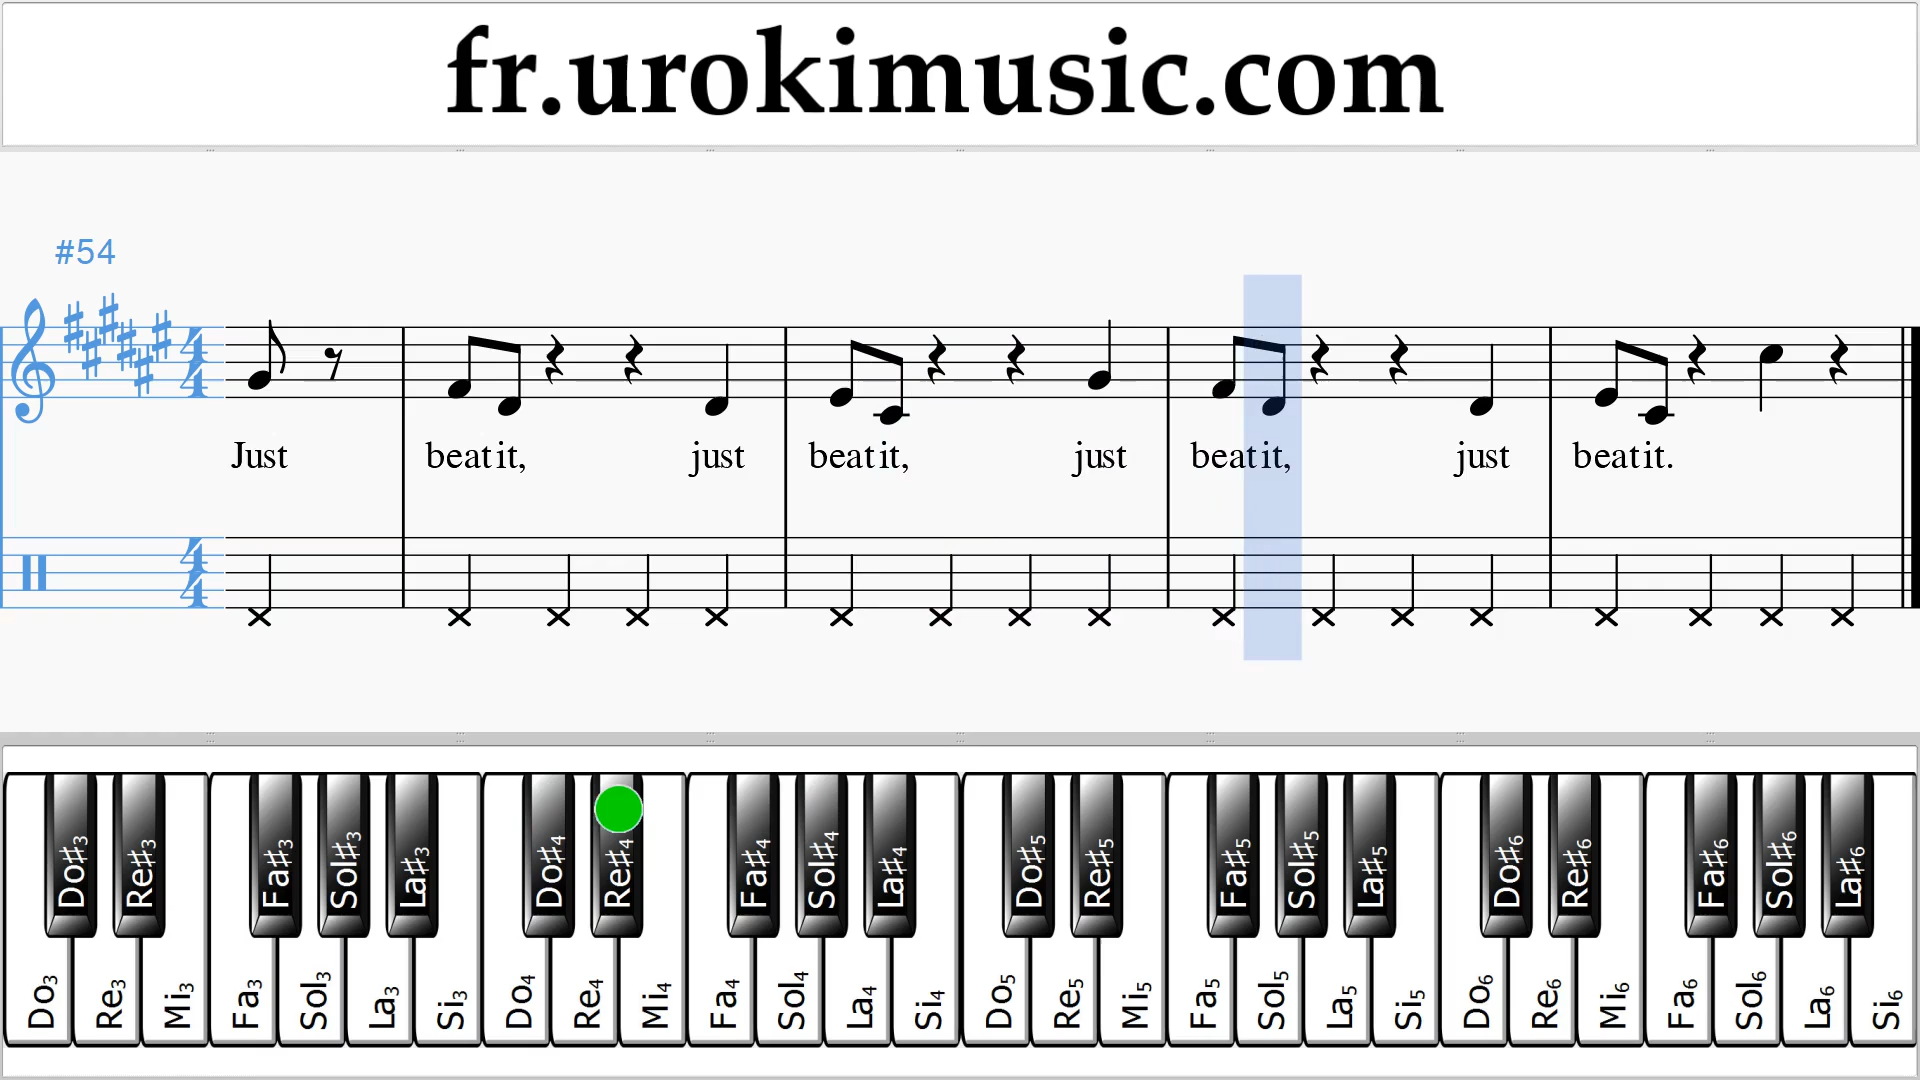 fr.urokimusic.com
#54
4 4
Just beat it, just beat it, just beat it, just beat it.
4 4
Do#3 Re#3 Fa#3 Sol#3 La#3 Do#4 Re#4 Fa#4 Sol#4 La#4 Do#5 Re#5 Fa#5 Sol#5 La#5 Do#6 Re#6 Fa#6 Sol#6 La#6
Do3 Re3 Mi3 Fa3 Sol3 La3 Si3 Do4 Re4 Mi4 Fa4 Sol4 La4 Si4 Do5 Re5 Mi5 Fa5 Sol5 La5 Si5 Do6 Re6 Mi6 Fa6 Sol6 La6 Si6